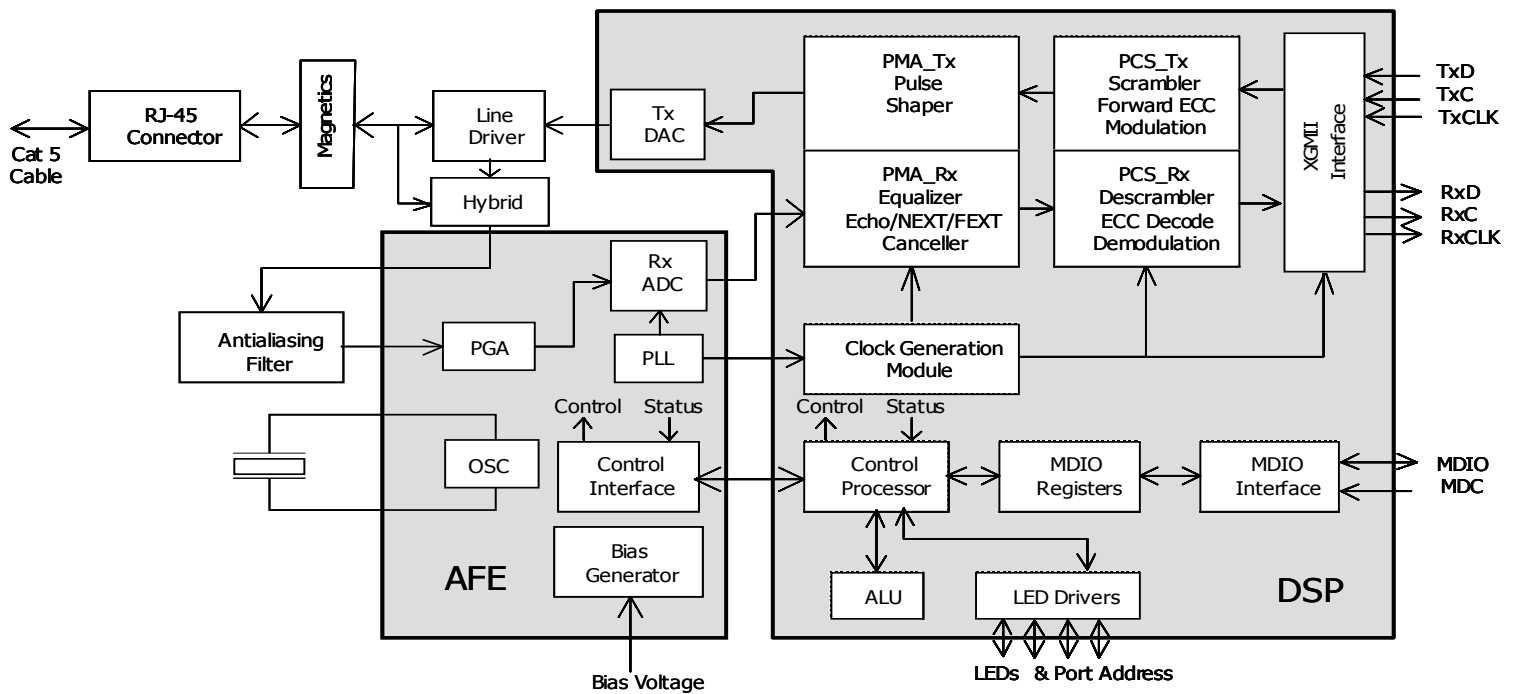 RJ-45
Connector
Cat 5
Cable
Magnetics
Line
Driver
Hybrid
Tx
DAC
PMA_Tx
Pulse
Shaper
PCS_Tx
Scrambler
Forward ECC
Modulation
XGMII
Interface
TxD
TxC
TxCLK
PMA_Rx
Equalizer
Echo/NEXT/FEXT
Canceller
PCS_Rx
Descrambler
ECC Decode
Demodulation
RxD
RxC
RxCLK
Antialiasing
Filter
PGA
Rx
ADC
PLL
Clock Generation
Module
Control Status
Control Status
OSC
Control
Interface
Control
Processor
MDIO
Registers
MDIO
Interface
MDIO
MDC
Bias
Generator
AFE
ALU
LED Drivers
DSP
Bias Voltage
LEDs & Port Address